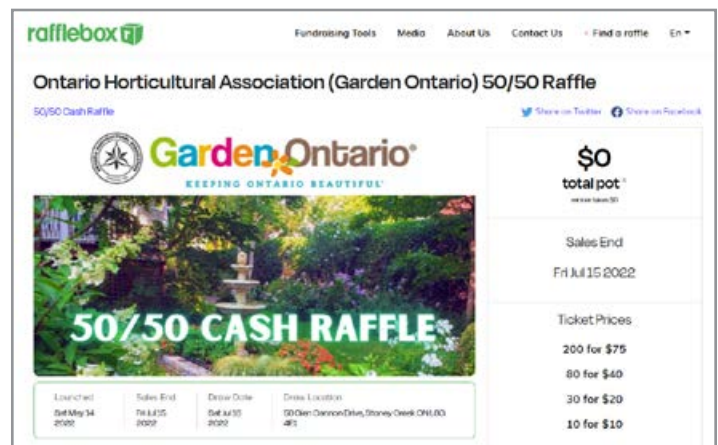 rafflebox
Fundraising Tools Media About Us Contact Us Find a raffle En
Ontario Horticultural Association (Garden Ontario) 50/50 Raffle
50/50 Cash Raffle
Share on Twitter Share on Facebook
Garden Ontario
KEEPING ONTARIO BEAUTIFUL
50/50 CASH RAFFLE
Launched Sales End Draw Date Draw Location
Sat May 14 Fri Jul 15 Sat Jul 16 50 Glen Cannon Drive, Stoney Creek ON L8G
2022 2022 2022
$0
total pot
Sales End
Fri Jul 15 2022
Ticket Prices
200 for $75
80 for $40
30 for $20
10 for $10